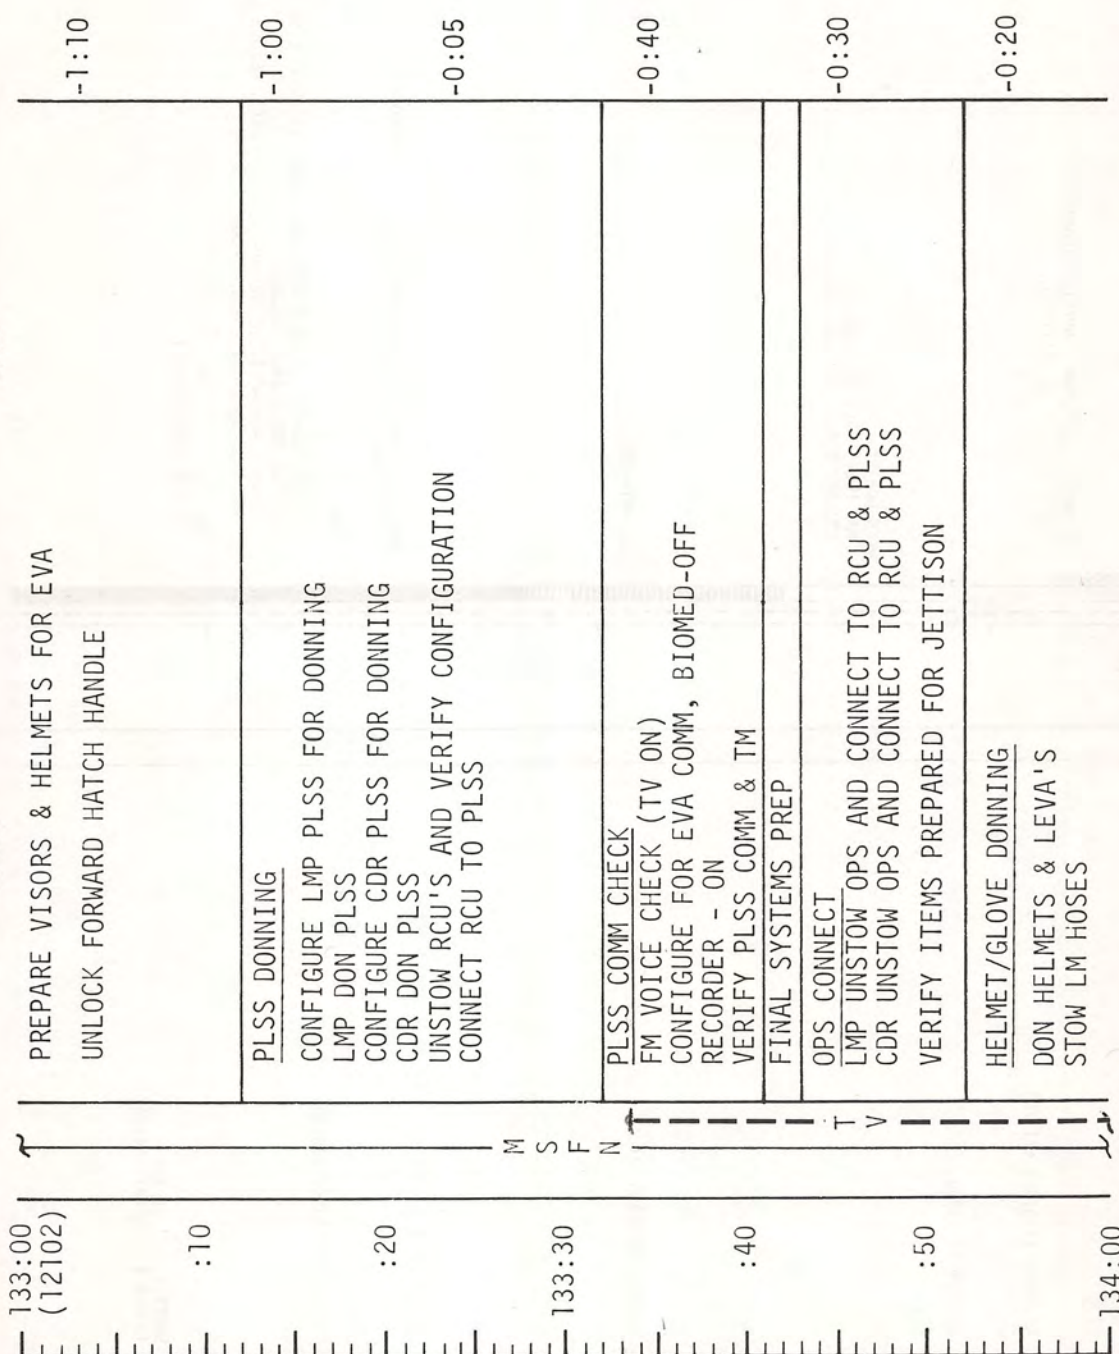 133:00
(12102)
:10
:20
133:30
:40
:50
134:00
M
S
F
N
T
V
PREPARE VISORS & HELMETS FOR EVA
UNLOCK FORWARD HATCH HANDLE
PLSS DONNING
CONFIGURE LMP PLSS FOR DONNING
LMP DON PLSS
CONFIGURE CDR PLSS FOR DONNING
CDR DON PLSS
UNSTOW RCU'S AND VERIFY CONFIGURATION
CONNECT RCU TO PLSS
PLSS COMM CHECK
FM VOICE CHECK (TV ON)
CONFIGURE FOR EVA COMM, BIOMED-OFF
RECORDER - ON
VERIFY PLSS COMM & TM
FINAL SYSTEMS PREP
OPS CONNECT
LMP UNSTOW OPS AND CONNECT TO RCU & PLSS
CDR UNSTOW OPS AND CONNECT TO RCU & PLSS
VERIFY ITEMS PREPARED FOR JETTISON
HELMET/GLOVE DONNING
DON HELMETS & LEVA'S
STOW LM HOSES
-1:10
-1:00
-0:05
-0:40
-0:30
-0:20